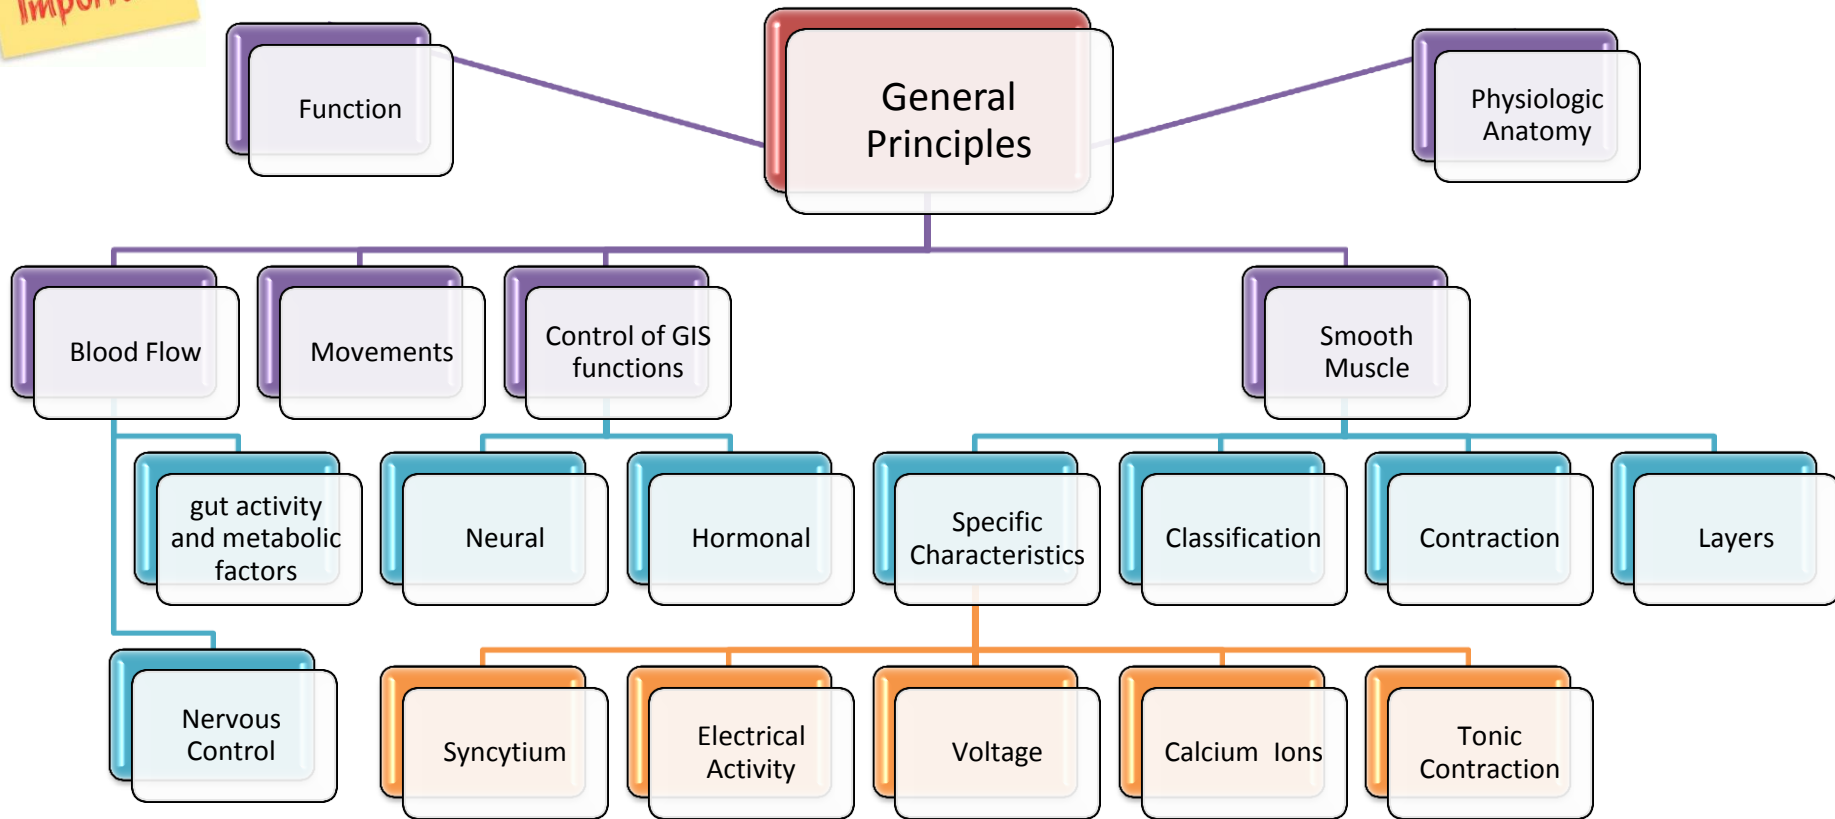 Function
General
Principles
Physiologic
Anatomy
Blood Flow
Movements
Control of GIS
functions
Smooth
Muscle
gut activity
and metabolic
factors
Neural
Hormonal
Specific
Characteristics
Classification
Contraction
Layers
Nervous
Control
Syncytium
Electrical
Activity
Voltage
Calcium Ions
Tonic
Contraction